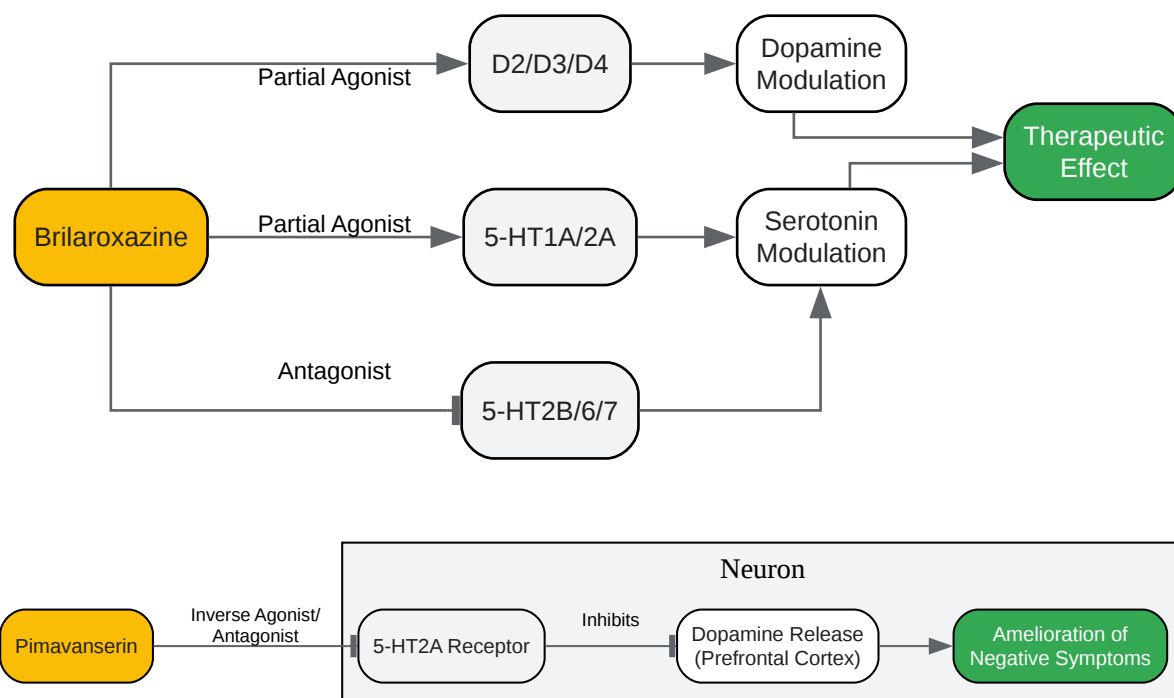 Dopamine
Modulation
D2/D3/D4
Partial Agonist
Therapeutic
Effect
Brilaroxazine
Partial Agonist
5-HT1A/2A
Serotonin
Modulation
Antagonist
5-HT2B/6/7
Neuron
Pimavanserin
Inverse Agonist/
Antagonist
5-HT2A Receptor
Inhibits
Dopamine Release
(Prefrontal Cortex)
Amelioration of
Negative Symptoms